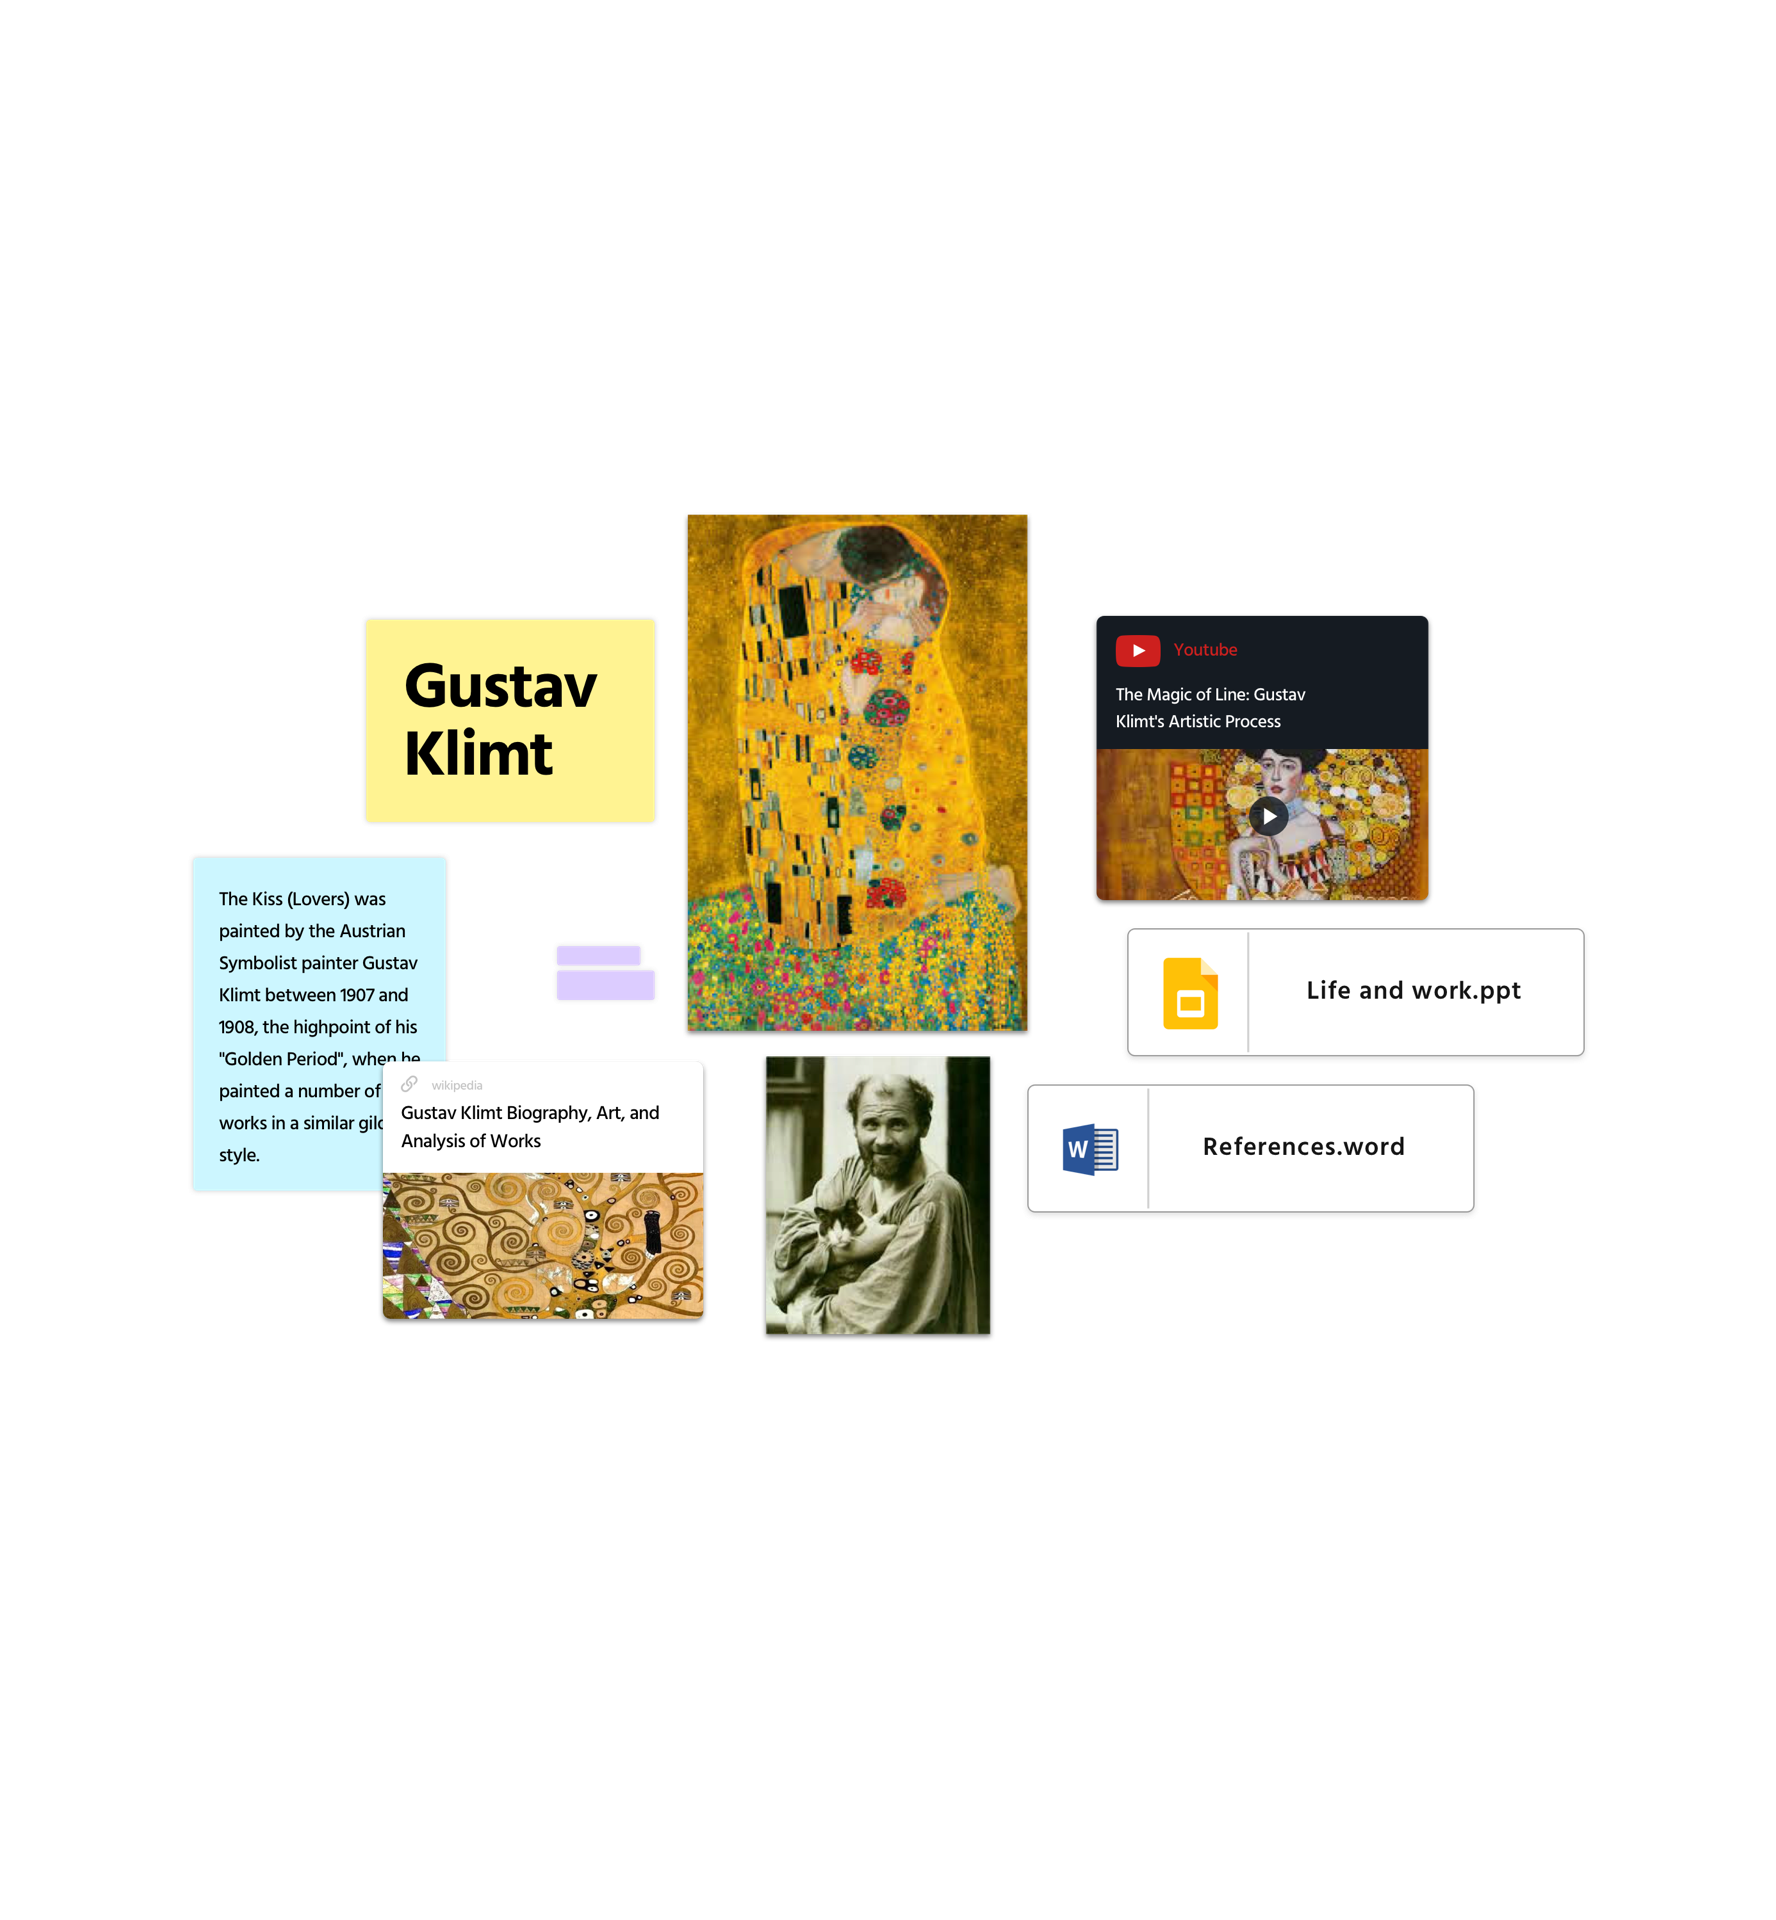 Gustav
Klimt
The Kiss (Lovers) was
painted by the Austrian
Symbolist painter Gustav
Klimt between 1907 and
1908, the highpoint of his
"Golden Period", when he
painted a number of
works in a similar
style.
wikipedia
Gustav Klimt Biography, Art, and
Analysis of Works
Youtube
The Magic of Line: Gustav
Klimt's Artistic Process
Life and work.ppt
W
References.word